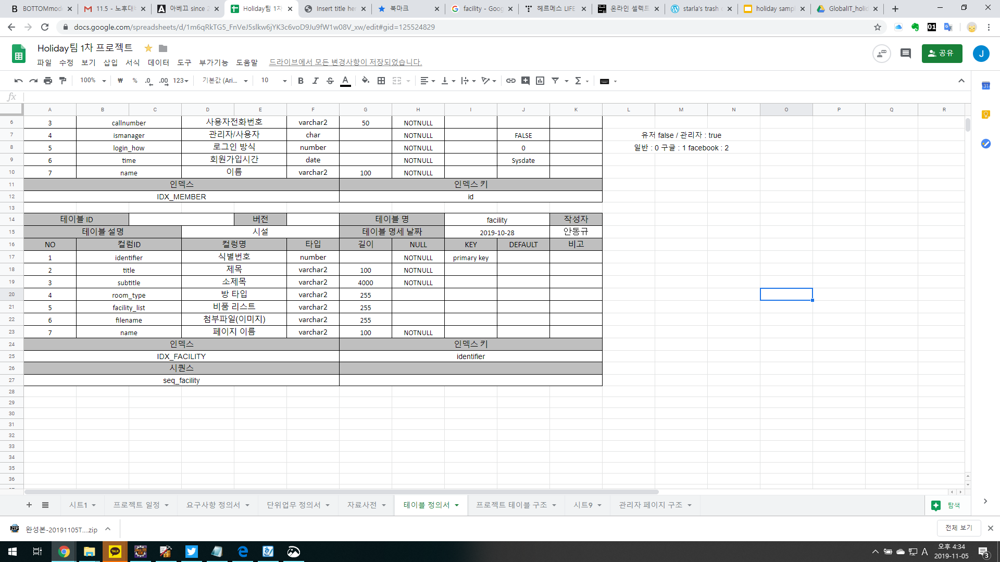 BOTTOMmod
11.5 - 노후대
아베끄 since 2
Holiday팀 1차
Insert title he
북마크
facility - Goog
헤르메스 LIFE
온라인 셀렉트
starla's trash
holiday samp
GlobalIT_holid
docs.google.com/spreadsheets/d/1m6qRkTG5_FnVeJ5slkw6jYK3c6voD9Ju9fW1w08V_xw/edit#gid=125524829
01
Holiday팀 1차 프로젝트
공유
J
파일 수정 보기 삽입 서식 데이터 도구 부가기능 도움말 드라이브에서 모든 변경사항이 저장되었습니다.
100% ₩ % .0 .00 123 기본값 (Ari... 10 B I S A
31
fx
A B C D E F G H I J K L M N O P Q R
6 3 callnumber 사용자전화번호 varchar2 50 NOTNULL
7 4 ismanager 관리자/사용자 char NOTNULL FALSE 유저 false / 관리자 : true
8 5 login_how 로그인 방식 number NOTNULL 0 일반 : 0 구글 : 1 facebook : 2
9 6 time 회원가입시간 date NOTNULL Sysdate
10 7 name 이름 varchar2 100 NOTNULL
11 인덱스 인덱스 키
12 IDX_MEMBER id
13
14 테이블 ID 버전 테이블 명 facility 작성자
15 테이블 설명 시설 테이블 명세 날짜 2019-10-28 안동규
16 NO 컬럼ID 컬렁명 타입 길이 NULL KEY DEFAULT 비고
17 1 identifier 식별번호 number NOTNULL primary key
18 2 title 제목 varchar2 100 NOTNULL
19 3 subtitle 소제목 varchar2 4000 NOTNULL
20 4 room_type 방 타입 varchar2 255
21 5 facility_list 비품 리스트 varchar2 255
22 6 filename 첨부파일(이미지) varchar2 255
23 7 name 페이지 이름 varchar2 100 NOTNULL
24 인덱스 인덱스 키
25 IDX_FACILITY identifier
26 시퀀스
27 seq_facility
28
29
30
31
32
33
34
35
36
시트1 프로젝트 일정 요구사항 정의서 단위업무 정의서 자료사전 테이블 정의서 프로젝트 테이블 구조 시트9 관리자 페이지 구조 탐색
완성본-20191105T....zip
전체 보기
TALK
A
오후 4:34
2019-11-05
3